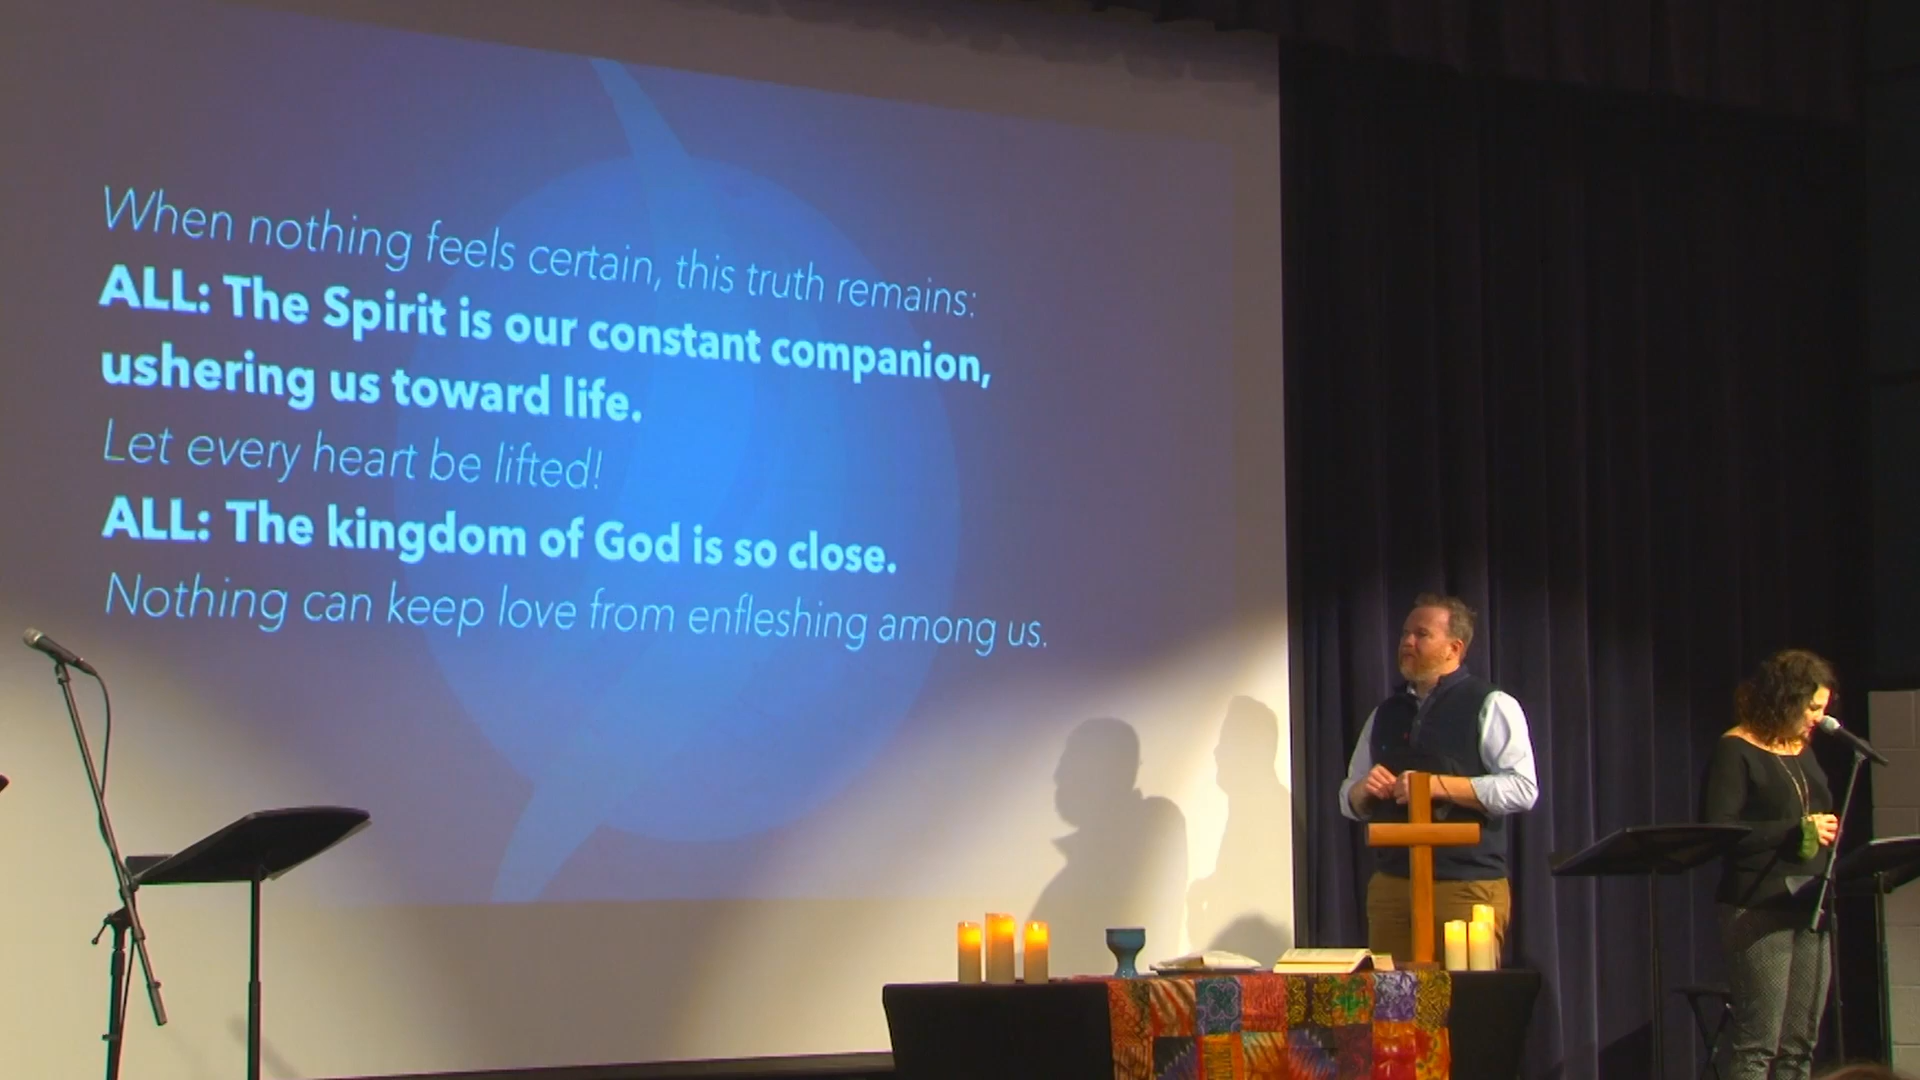 When nothing feels certain, this truth remains:
ALL: The Spirit is our constant companion,
ushering us toward life.
Let every heart be lifted!
ALL: The kingdom of God is so close.
Nothing can keep love from enfleshing among us.